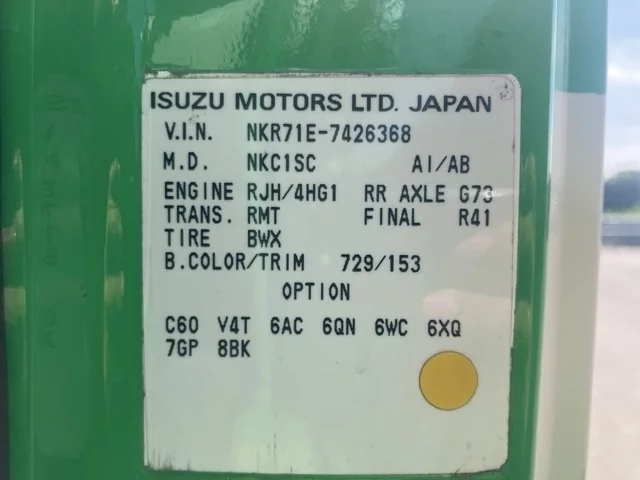 ISUZU MOTORS LTD. JAPAN
V.I.N. NKR71E-7426368
M.D. NKC1SC A1/AB
ENGINE RJH/4HG1 RR AXLE G73
TRANS. RMT FINAL R41
TIRE BWX
B.COLOR/TRIM 729/153
OPTION
C60 V4T 6AC 6QN 6WC 6XQ
7GP 8BK